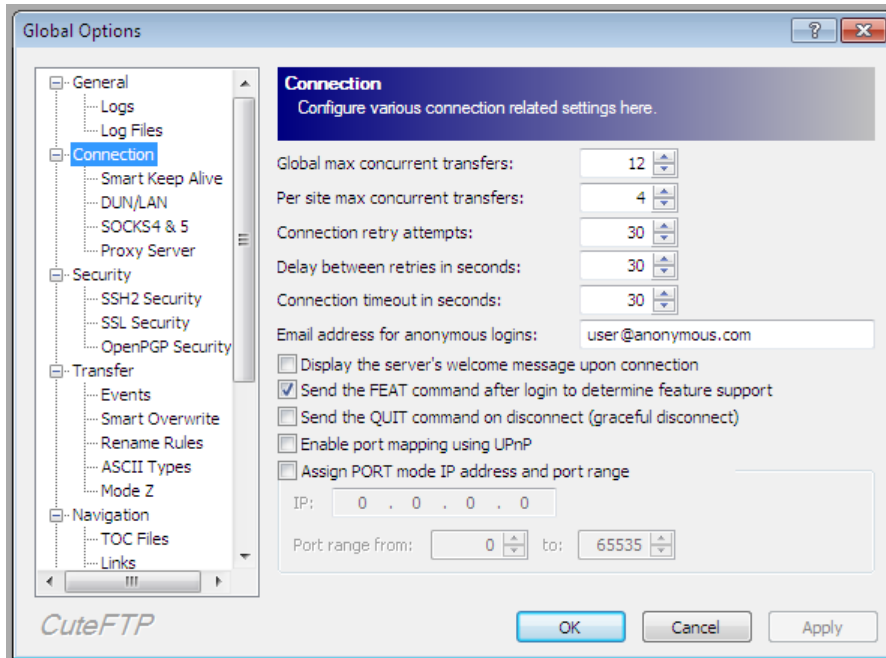 Global Options
General
Logs
Log Files
Connection
Smart Keep Alive
DUN/LAN
SOCKS4 & 5
Proxy Server
Security
SSH2 Security
SSL Security
OpenPGP Security
Transfer
Events
Smart Overwrite
Rename Rules
ASCII Types
Mode Z
Navigation
TOC Files
Links
Connection
Configure various connection related settings here.
Global max concurrent transfers: 12
Per site max concurrent transfers: 4
Connection retry attempts: 30
Delay between retries in seconds: 30
Connection timeout in seconds: 30
Email address for anonymous logins: user@anonymous.com
Display the server's welcome message upon connection
Send the FEAT command after login to determine feature support
Send the QUIT command on disconnect (graceful disconnect)
Enable port mapping using UPnP
Assign PORT mode IP address and port range
IP: 0 . 0 . 0 . 0
Port range from: 0 to: 65535
CuteFTP
OK Cancel Apply